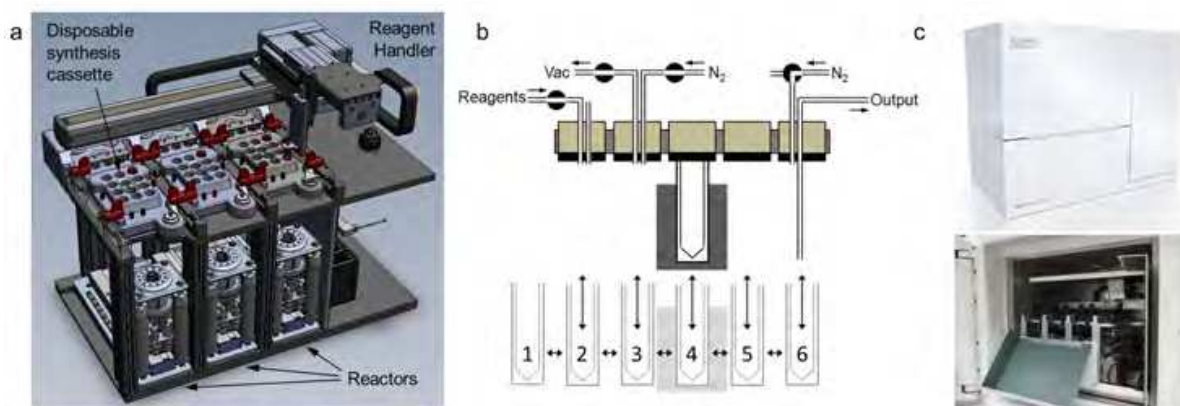 a
Disposable
synthesis
cassette
Reagent
Handler
Reactors
b
Vac
N₂
N₂
Reagents
Output
1
2
3
4
5
6
c